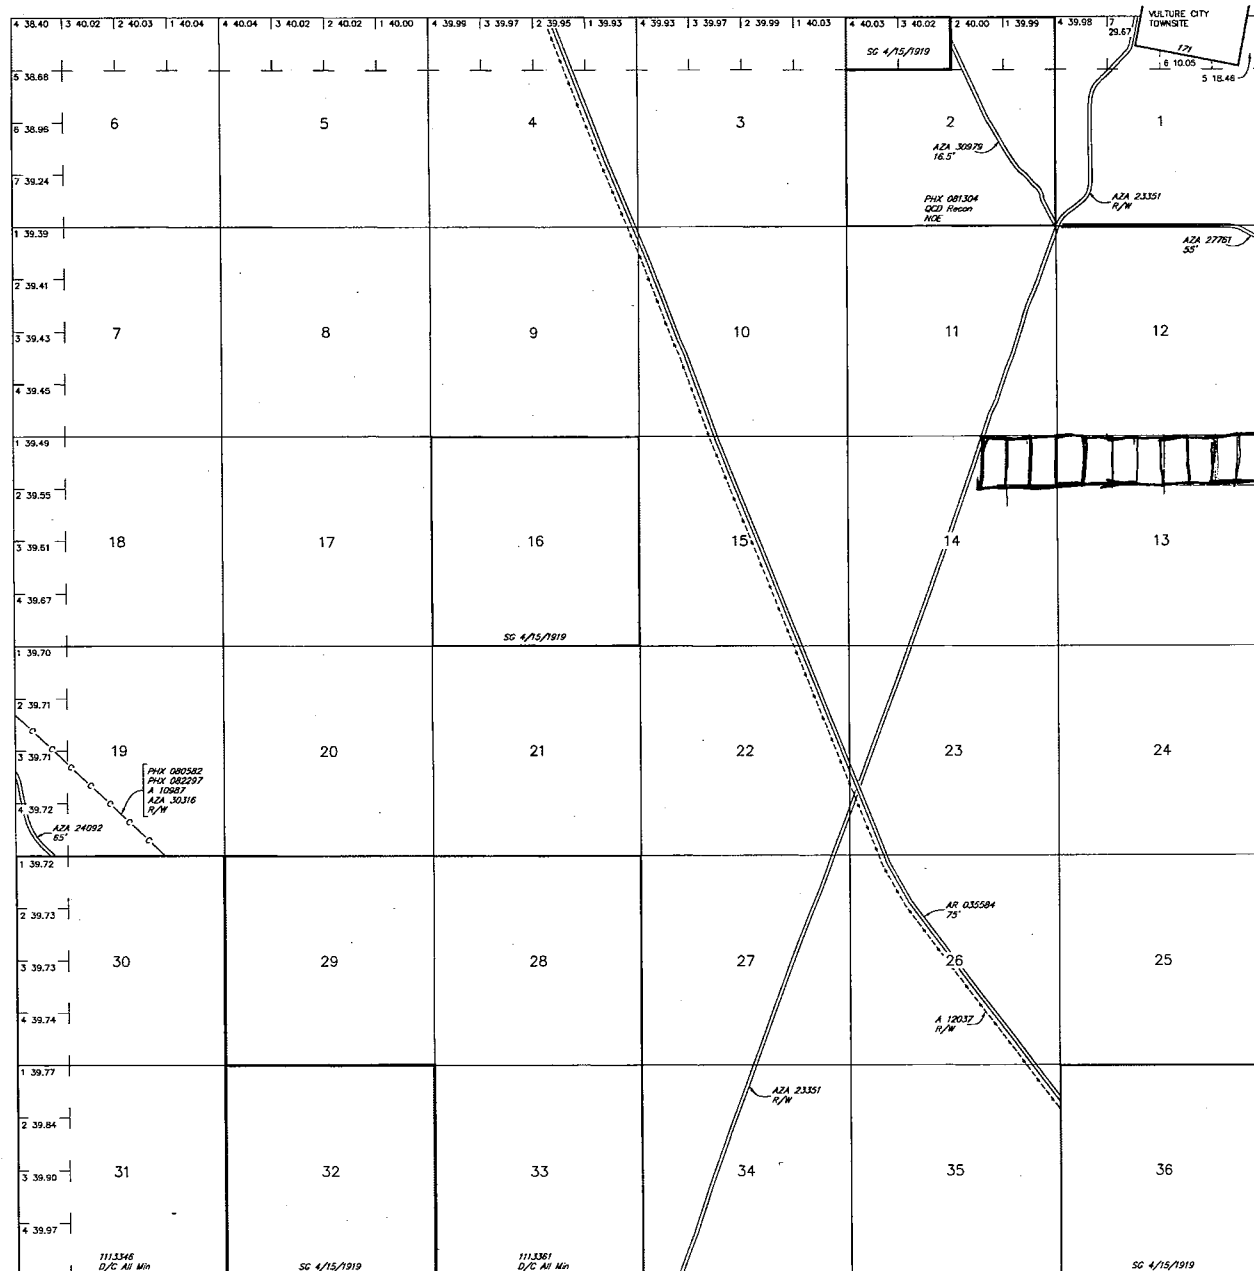 4 38.40 3 40.02 2 40.03 1 40.04 4 40.04 3 40.02 2 40.02 1 40.00 4 39.99 3 39.97 2 39.95 1 39.93 4 39.93 3 39.97 2 39.99 1 40.03 4 40.03 3 40.02 2 40.00 1 39.99 4 39.98 7 29.67
VULTURE CITY
TOWNSITE
171
6 10.05
5 18.46
SG 4/15/1919
5 38.68
6 38.96
7 39.24
6 5 4 3 2 1
AZA 30979
16.5'
PHX 081304
QCD Recon
NOE
AZA 23351
R/W
AZA 27761
55'
1 39.39
2 39.41
3 39.43
4 39.45
7 8 9 10 11 12
1 39.49
2 39.55
3 39.61
4 39.67
18 17 16 15 14 13
SG 4/15/1919
1 39.70
2 39.71
3 39.71
4 39.72
19 20 21 22 23 24
C C C C C C C
PHX 080582
PHX 082297
A 10987
AZA 30316
R/W
AZA 24092
65'
1 39.72
2 39.73
3 39.73
4 39.74
30 29 28 27 26 25
AR 035584
75'
A 12037
R/W
1 39.77
2 39.84
3 39.90
4 39.97
31 32 33 34 35 36
AZA 23351
R/W
1113346
D/C All Min
SG 4/15/1919
1113361
D/C All Min
SG 4/15/1919